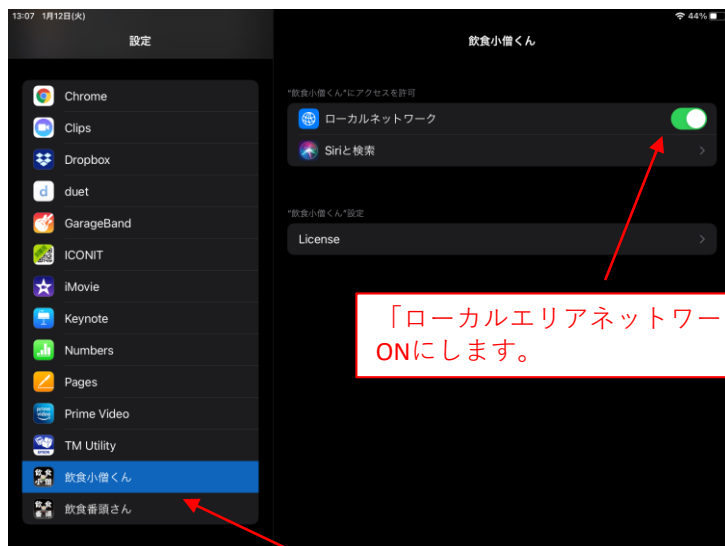 13:07 1月12日(火)
44%
設定
飲食小僧くん
Chrome
Clips
Dropbox
duet
GarageBand
ICONIT
iMovie
Keynote
Numbers
Pages
Prime Video
TM Utility
飲食小僧くん
飲食番頭さん
"飲食小僧くん"にアクセスを許可
ローカルネットワーク
Siriと検索
"飲食小僧くん"設定
License
「ローカルエリアネットワー
ONにします。